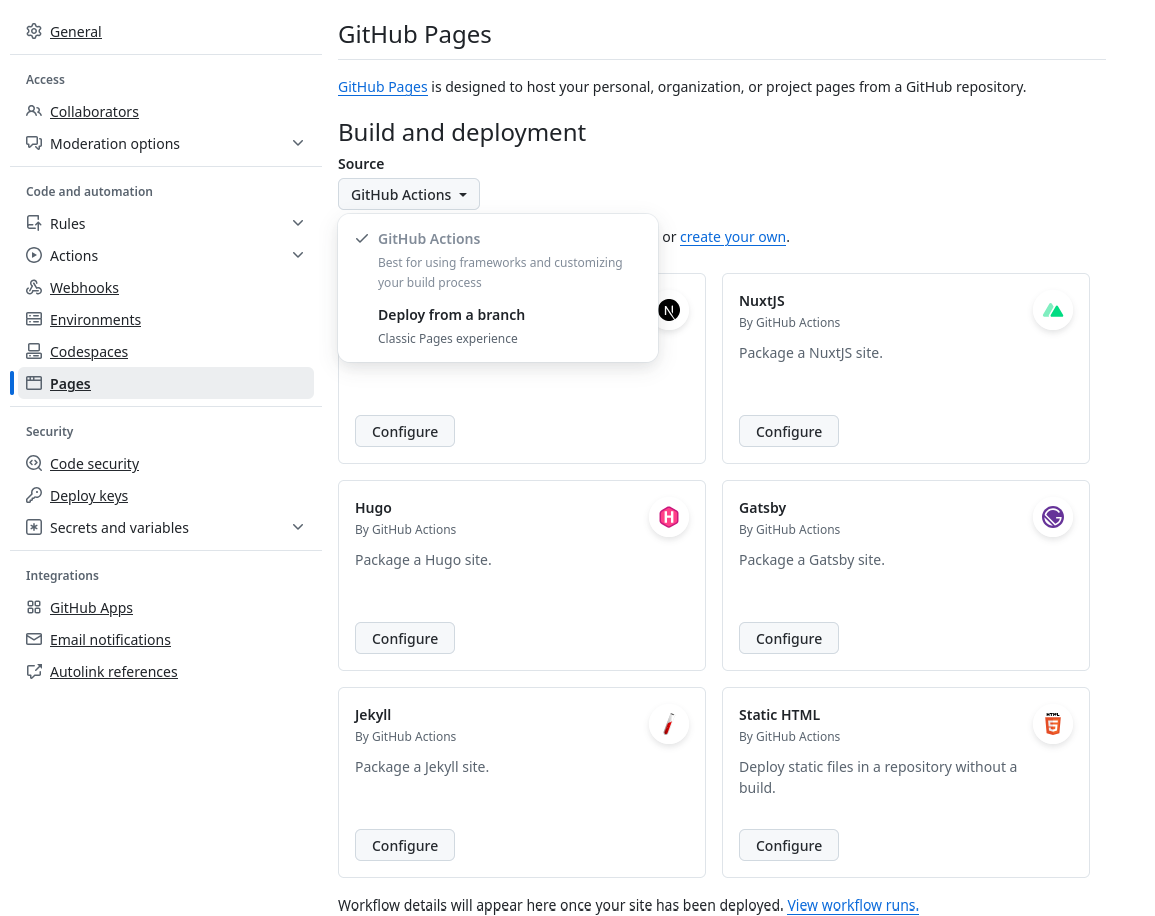 General
Access
Collaborators
Moderation options
Code and automation
Rules
Actions
Webhooks
Environments
Codespaces
Pages
Security
Code security
Deploy keys
Secrets and variables
Integrations
GitHub Apps
Email notifications
Autolink references
GitHub Pages
GitHub Pages is designed to host your personal, organization, or project pages from a GitHub repository.
Build and deployment
Source
GitHub Actions
GitHub Actions
Best for using frameworks and customizing
your build process
Deploy from a branch
Classic Pages experience
or create your own.
N
Configure
NuxtJS
By GitHub Actions
Package a NuxtJS site.
Configure
Hugo
By GitHub Actions
Package a Hugo site.
H
Configure
Gatsby
By GitHub Actions
Package a Gatsby site.
G
Configure
Jekyll
By GitHub Actions
Package a Jekyll site.
Configure
Static HTML
By GitHub Actions
Deploy static files in a repository without a
build.
HTML
5
Configure
Workflow details will appear here once your site has been deployed. View workflow runs.